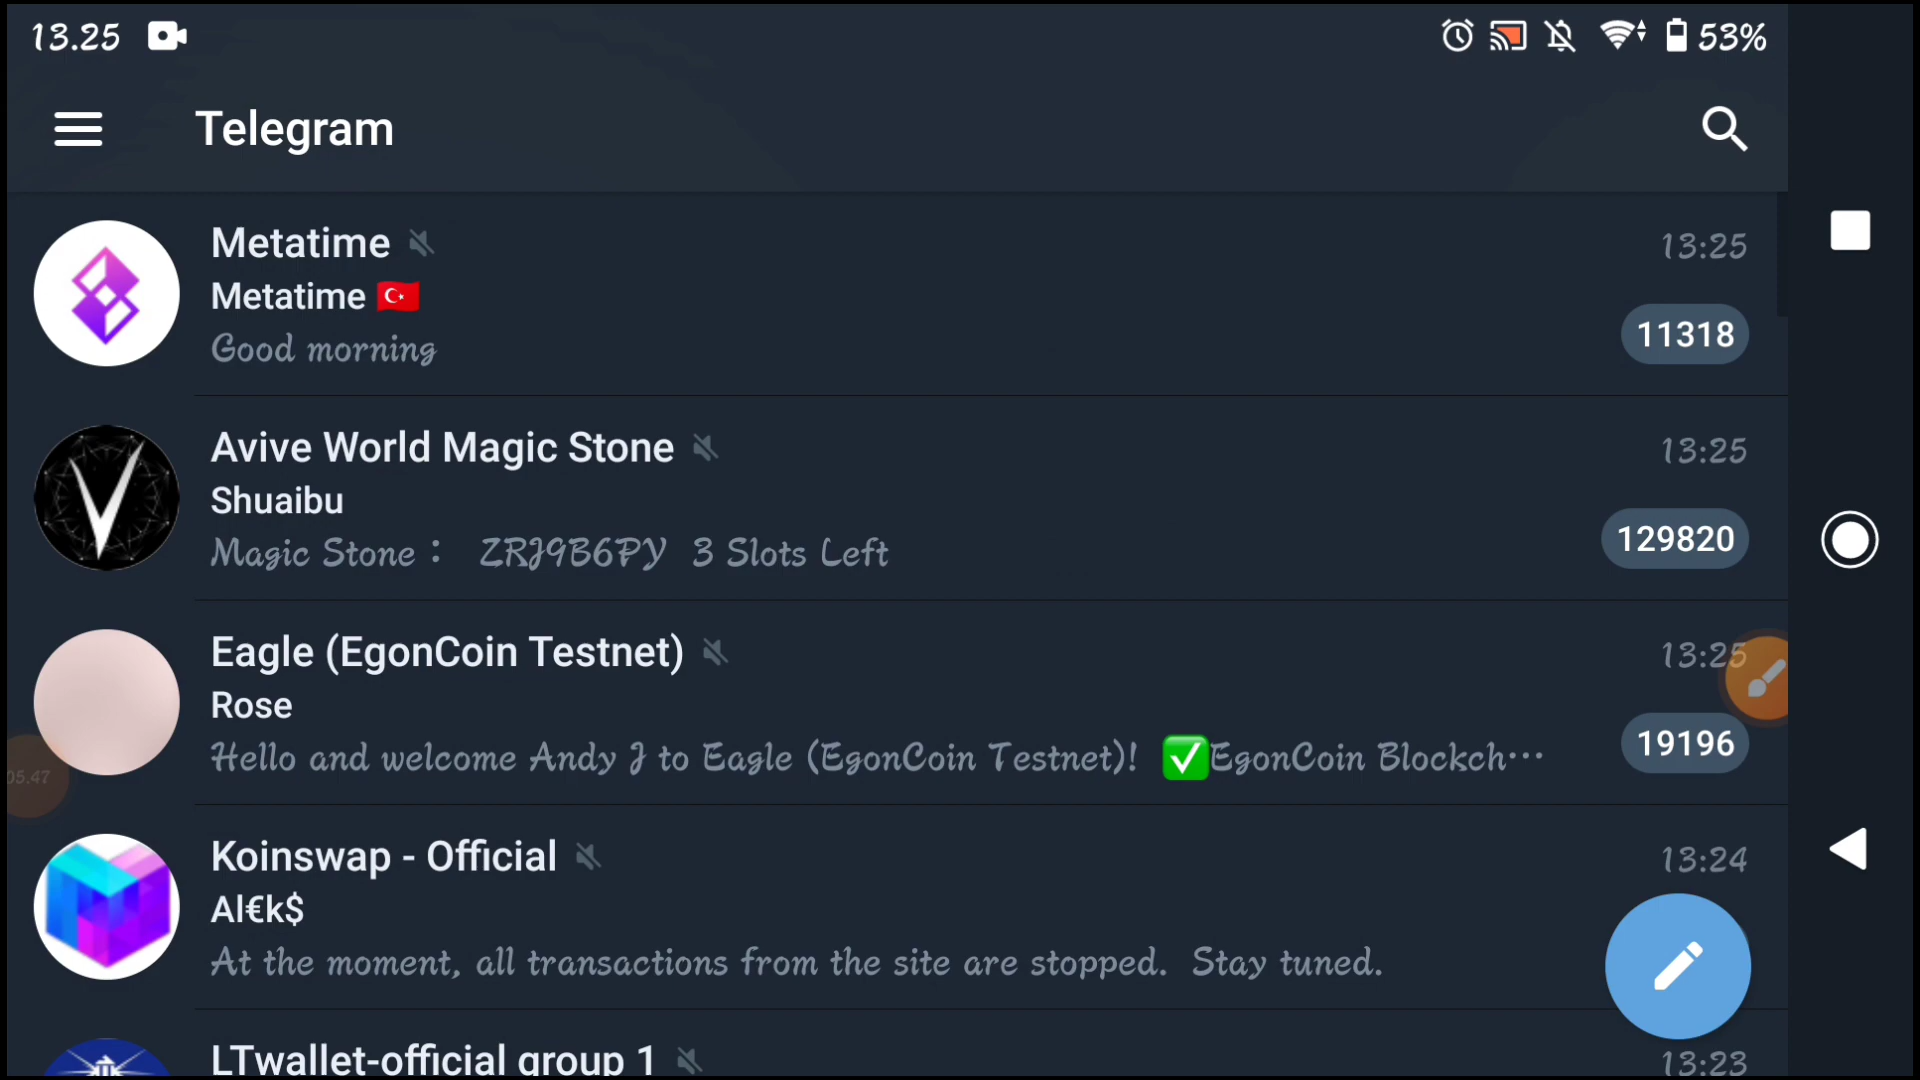 13.25
53%
Telegram
Metatime
13:25
Metatime 🇹🇷
Good morning
11318
Avive World Magic Stone
13:25
Shuaibu
Magic Stone : ZRJ9B6PY 3 Slots Left
129820
Eagle (EgonCoin Testnet)
13:25
Rose
Hello and welcome Andy J to Eagle (EgonCoin Testnet)! ✅EgonCoin Blockch...
19196
05.47
Koinswap - Official
13:24
Al€k$
At the moment, all transactions from the site are stopped. Stay tuned.
LTwallet-official group 1
13:23